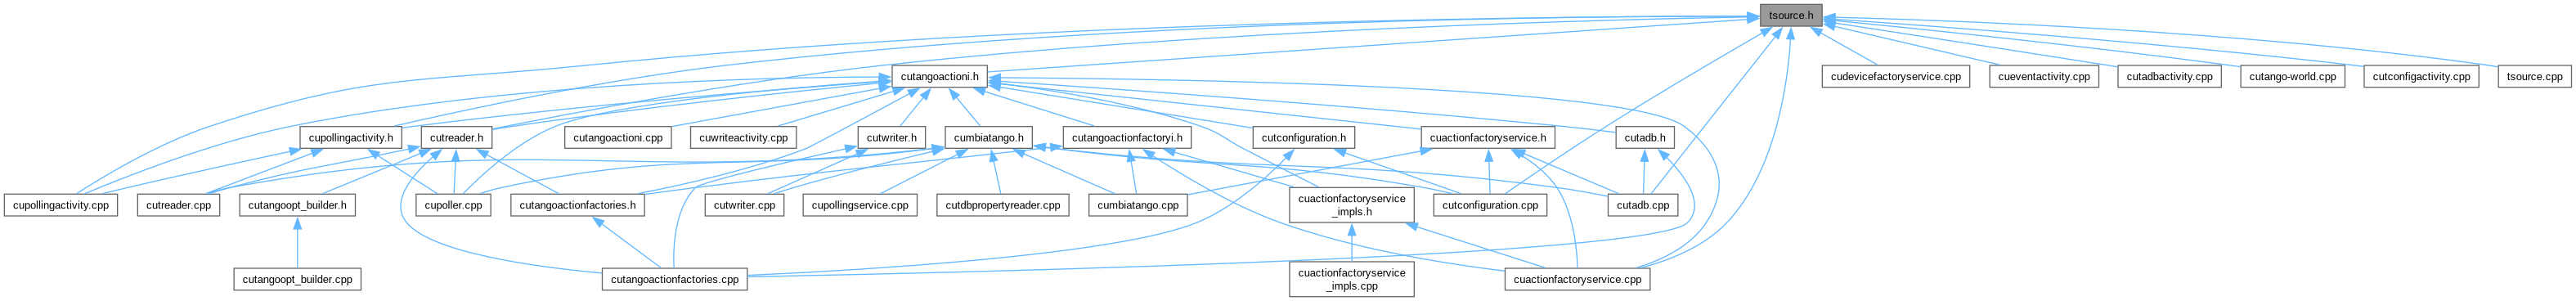 tsource.h
cutangoactioni.h
cudevicefactoryservice.cpp
cueventactivity.cpp
cutadbactivity.cpp
cutango-world.cpp
cutconfigactivity.cpp
tsource.cpp
cupollingactivity.h
cutreader.h
cutangoactioni.cpp
cuwriteactivity.cpp
cutwriter.h
cumbiatango.h
cutangoactionfactoryi.h
cutconfiguration.h
cuactionfactoryservice.h
cutadb.h
cupollingactivity.cpp
cutreader.cpp
cutangoopt_builder.h
cupoller.cpp
cutangoactionfactories.h
cutwriter.cpp
cupollingservice.cpp
cutdbpropertyreader.cpp
cumbiatango.cpp
cuactionfactoryservice
_impls.h
cutconfiguration.cpp
cutadb.cpp
cutangoopt_builder.cpp
cutangoactionfactories.cpp
cuactionfactoryservice
_impls.cpp
cuactionfactoryservice.cpp